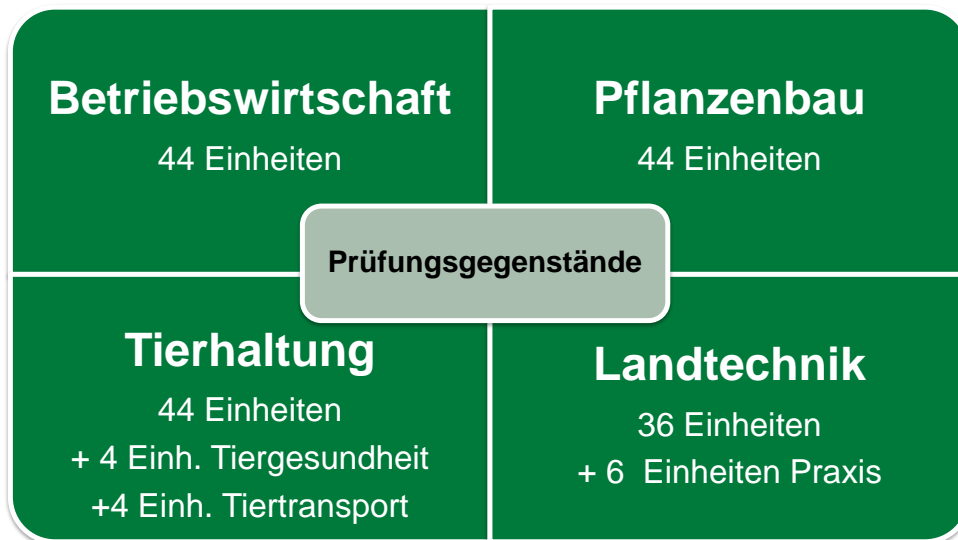 Betriebswirtschaft
44 Einheiten
Pflanzenbau
44 Einheiten
Prüfungsgegenstände
Tierhaltung
44 Einheiten
+ 4 Einh. Tiergesundheit
+4 Einh. Tiertransport
Landtechnik
36 Einheiten
+ 6 Einheiten Praxis